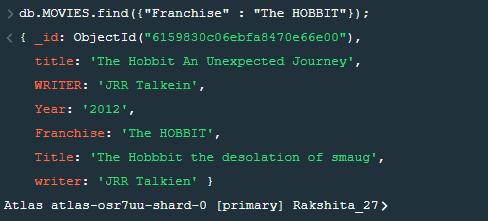 > db.MOVIES.find({"Franchise" : "The HOBBIT"});
< { _id: ObjectId("6159830c06ebfa8470e66e00"),
title: 'The Hobbit An Unexpected Journey',
WRITER: 'JRR Talkein',
Year: '2012',
Franchise: 'The HOBBIT',
Title: 'The Hobbbit the desolation of smaug',
writer: 'JRR Talkien' }
Atlas atlas-osr7uu-shard-0 [primary] Rakshita_27>